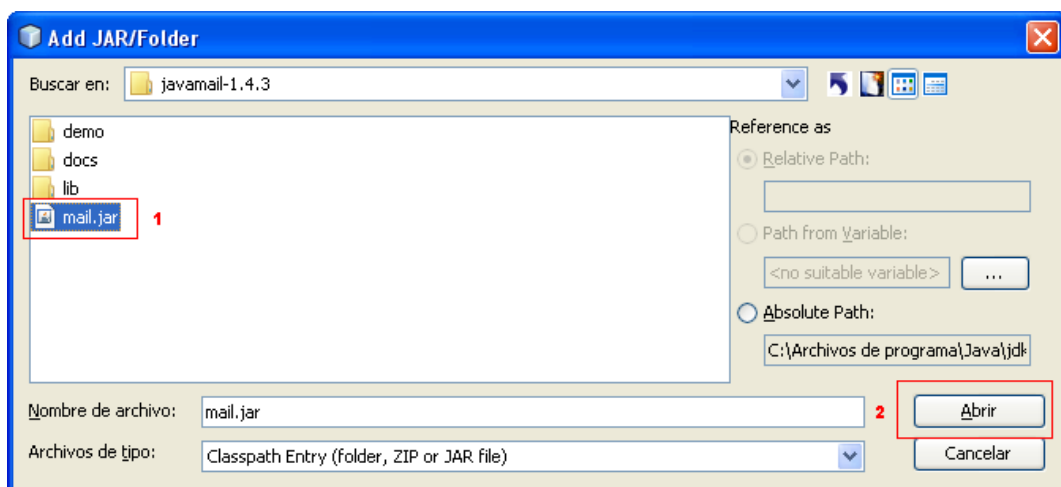 Add JAR/Folder
Buscar en:
javamail-1.4.3
demo
docs
lib
mail.jar
1
Reference as
Relative Path:
Path from Variable:
<no suitable variable>
...
Absolute Path:
C:\Archivos de programa\Java\jdk
Nombre de archivo:
mail.jar
2
Abrir
Archivos de tipo:
Classpath Entry (folder, ZIP or JAR file)
Cancelar